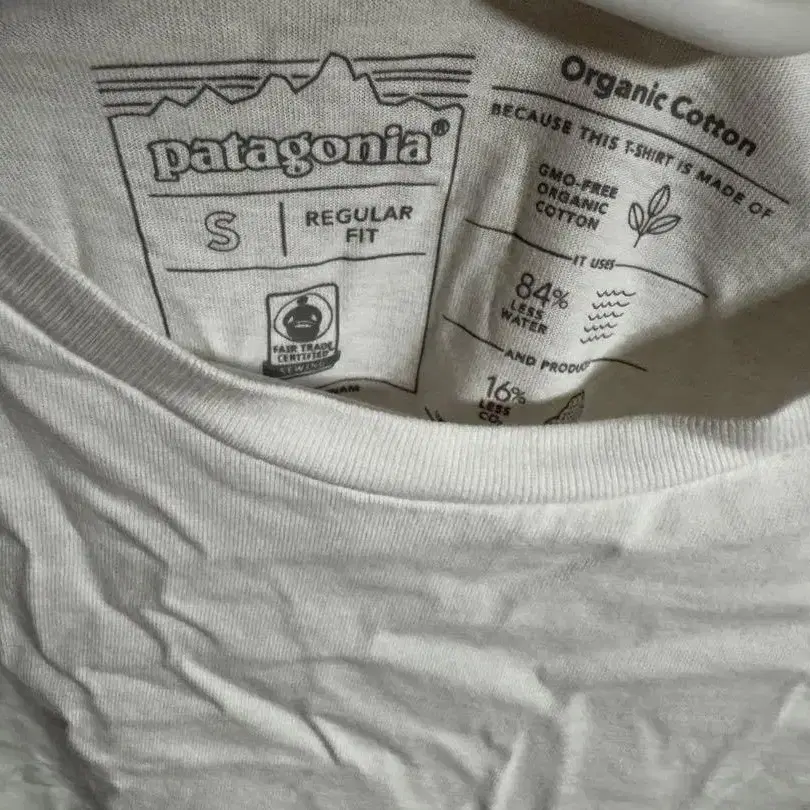 patagonia®
S
REGULAR
FIT
FAIR TRADE
CERTIFIED
SEWING
Organic Cotton
BECAUSE THIS T-SHIRT IS MADE OF
GMO-FREE
ORGANIC
COTTON
IT USES
84%
LESS
WATER
AND
16%
LESS